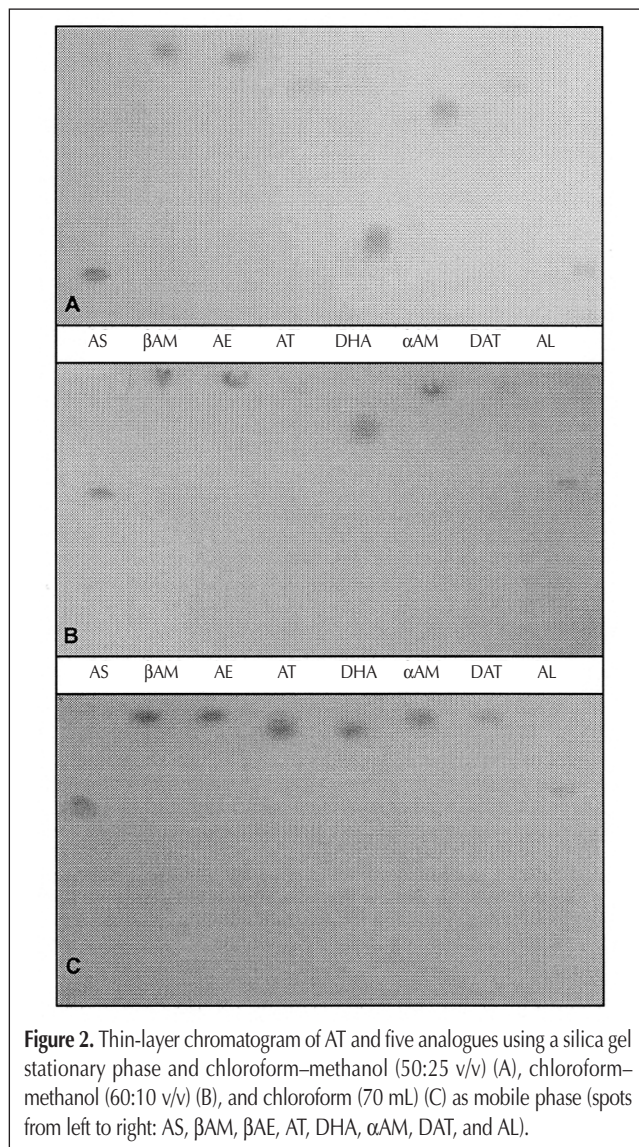 A
AS βAM AE AT DHA αAM DAT AL
B
AS βAM AE AT DHA αAM DAT AL
C
Figure 2. Thin-layer chromatogram of AT and five analogues using a silica gel
stationary phase and chloroform–methanol (50:25 v/v) (A), chloroform–
methanol (60:10 v/v) (B), and chloroform (70 mL) (C) as mobile phase (spots
from left to right: AS, βAM, βAE, AT, DHA, αAM, DAT, and AL).